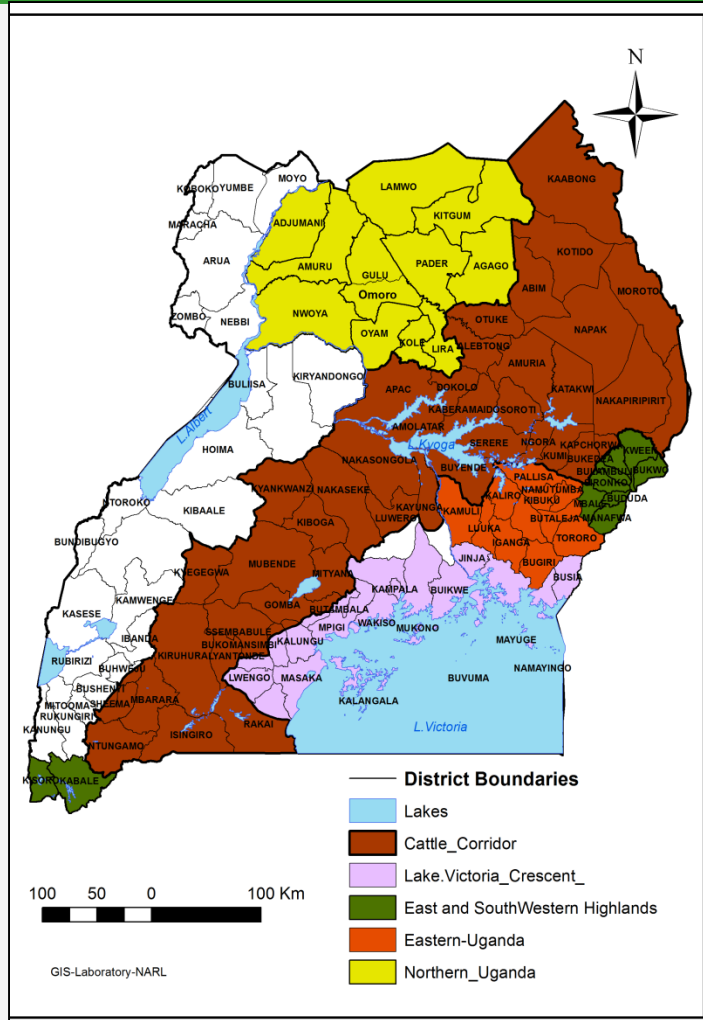 N
KAABONG
MOYO
KOBOKO YUMBE
LAMWO
KITGUM
MARACHA
ADJUMANI
KOTIDO
ARUA
AMURU
GULU
PADER
AGAGO
ABIM
MOROTO
Omoro
ZOMBO
NEBBI
NWOYA
OTUKE
NAPAK
OYAM
KOLE
LIRA
ALEBTONG
AMURIA
KIRYANDONGO
BULIISA
APAC
DOKOLO
KATAKWI
NAKAPIRIPIRIT
KABERAMAIDO SOROTI
L.Albert
AMOLATAR
L.Kyoga
SERERE
NGORA
KAPCHORWA
KWEEN
HOIMA
KUMI
BUKEDEA
NAKASONGOLA
BUYENDE
BULAMBULI
BUKWO
PALLISA
SIRONKO
NTOROKO
KYANKWANZI
NAKASEKE
KALIRO
NAMUTUMBA
BUDUDA
KIBAALE
KAYUNGA
KAMULI
KIBUKU
MBALE
KIBOGA
LUWERO
LUUKA
BUTALEJA
MANAFWA
BUNDIBUGYO
IGANGA
TORORO
KYEGEGWA
MUBENDE
MITYANA
JINJA
BUGIRI
KAMWENGE
KAMPALA
BUIKWE
BUSIA
KASESE
GOMBA
BUTAMBALA
IBANDA
SSEMBABULE
MPIGI
WAKISO
MUKONO
MAYUGE
RUBIRIZI
BUKOMANSIMBI
KALUNGU
BUHWEJU
KIRUHURA
LYANTONDE
NAMAYINGO
BUSHENYI
LWENGO
MASAKA
BUVUMA
MITOOMA
SHEEMA
MBARARA
KALANGALA
RUKUNGIRI
KANUNGU
ISINGIRO
RAKAI
L.Victoria
NTUNGAMO
KISORO
KABALE
District Boundaries
Lakes
Cattle_Corridor
Lake.Victoria_Crescent_
East and SouthWestern Highlands
Eastern-Uganda
Northern_Uganda
100 50 0 100 Km
GIS-Laboratory-NARL